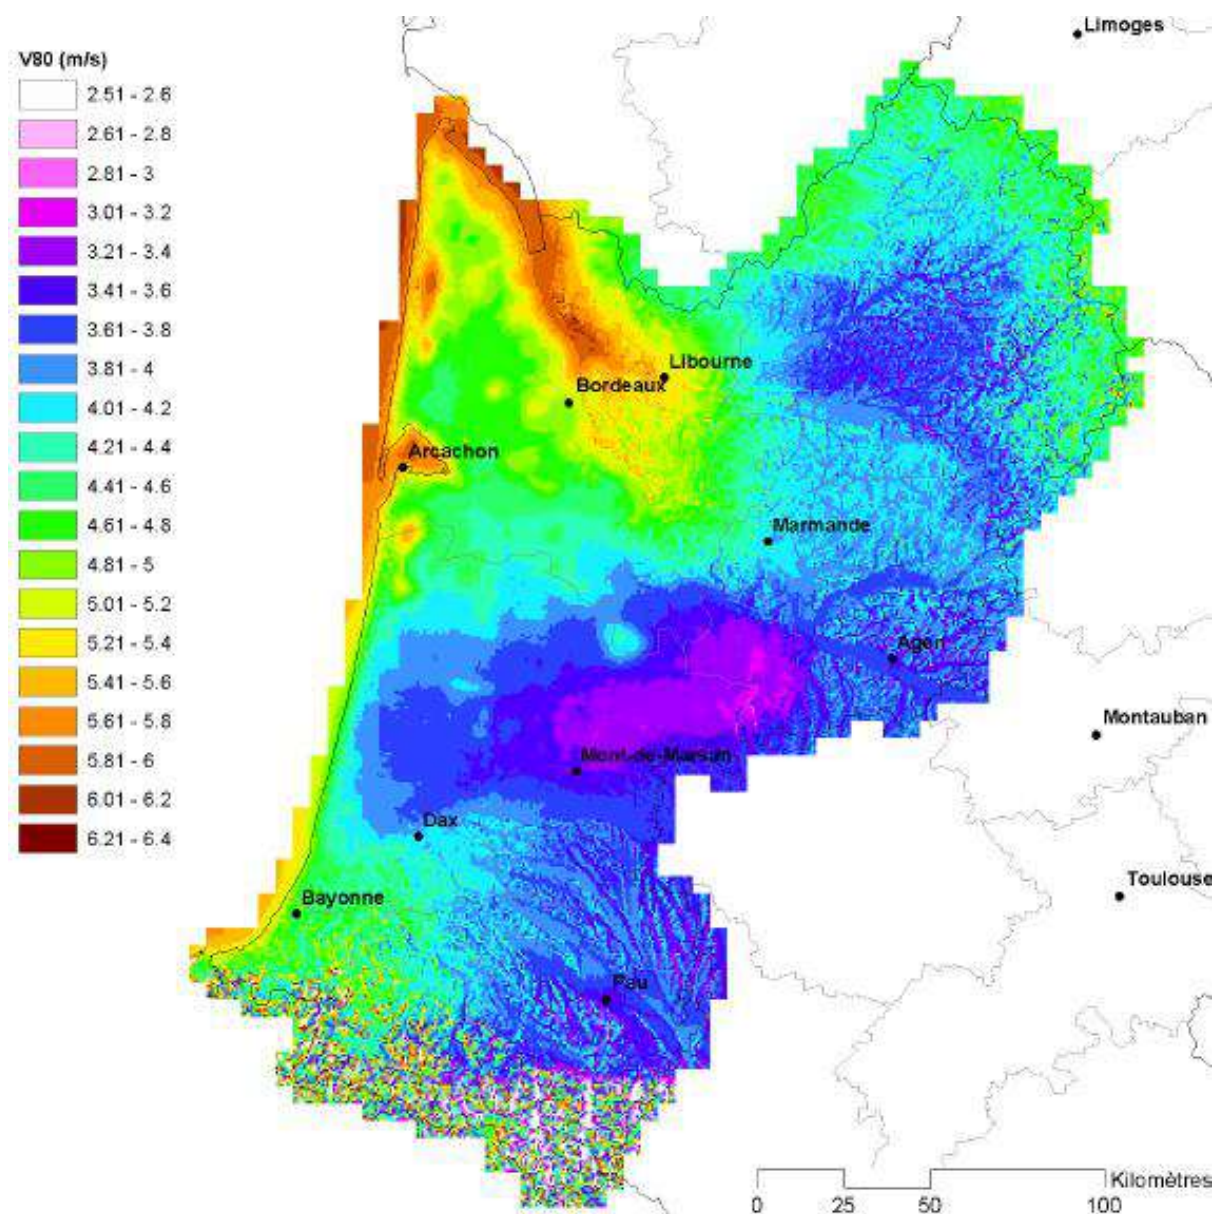 Limoges
V80 (m/s)
2.51 - 2.6
2.61 - 2.8
2.81 - 3
3.01 - 3.2
3.21 - 3.4
3.41 - 3.6
3.61 - 3.8
3.81 - 4
4.01 - 4.2
4.21 - 4.4
4.41 - 4.6
4.61 - 4.8
4.81 - 5
5.01 - 5.2
5.21 - 5.4
5.41 - 5.6
5.61 - 5.8
5.81 - 6
6.01 - 6.2
6.21 - 6.4
Libourne
Bordeaux
Arcachon
Marmande
Agen
Montauban
Mont-de-Marsan
Dax
Toulouse
Bayonne
Pau
Kilomètres
0 25 50 100